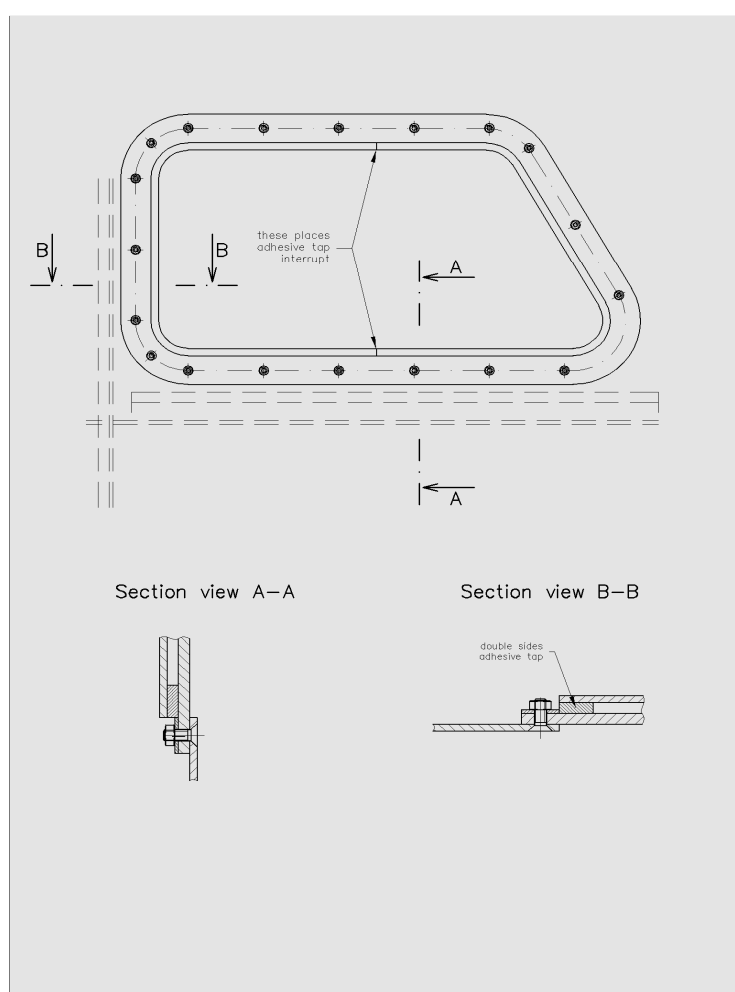 B
B
these places
adhesive tap
interrupt
A
A
Section view A-A
Section view B-B
double sides
adhesive tap